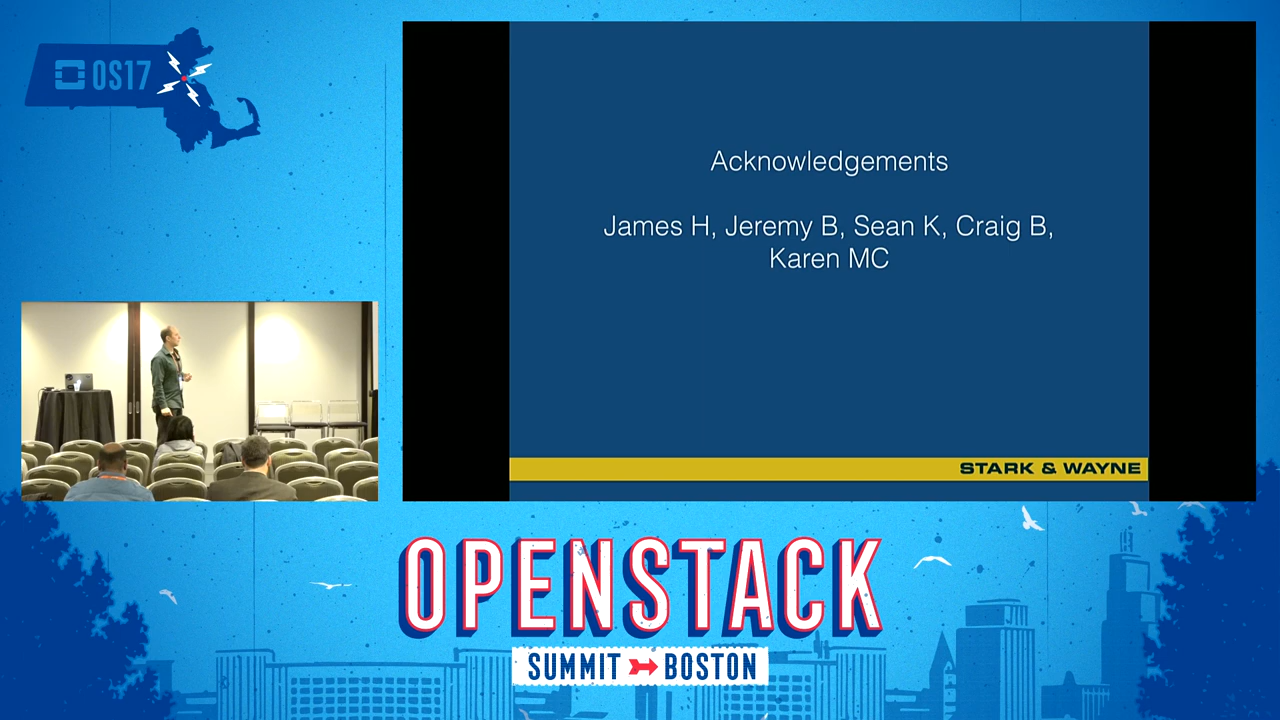 OS17
Acknowledgements
James H, Jeremy B, Sean K, Craig B,
Karen MC
STARK & WAYNE
OPENSTACK
SUMMIT BOSTON